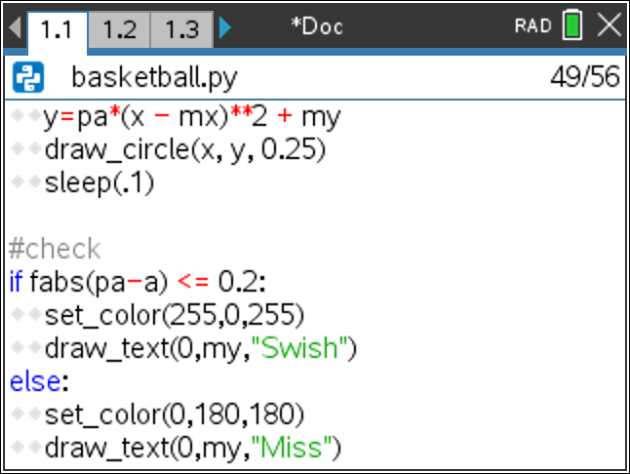 1.1 1.2 1.3 *Doc RAD
basketball.py 49/56
y=pa*(x − mx)**2 + my
draw_circle(x, y, 0.25)
sleep(.1)
#check
if fabs(pa−a) <= 0.2:
set_color(255,0,255)
draw_text(0,my,"Swish")
else:
set_color(0,180,180)
draw_text(0,my,"Miss")